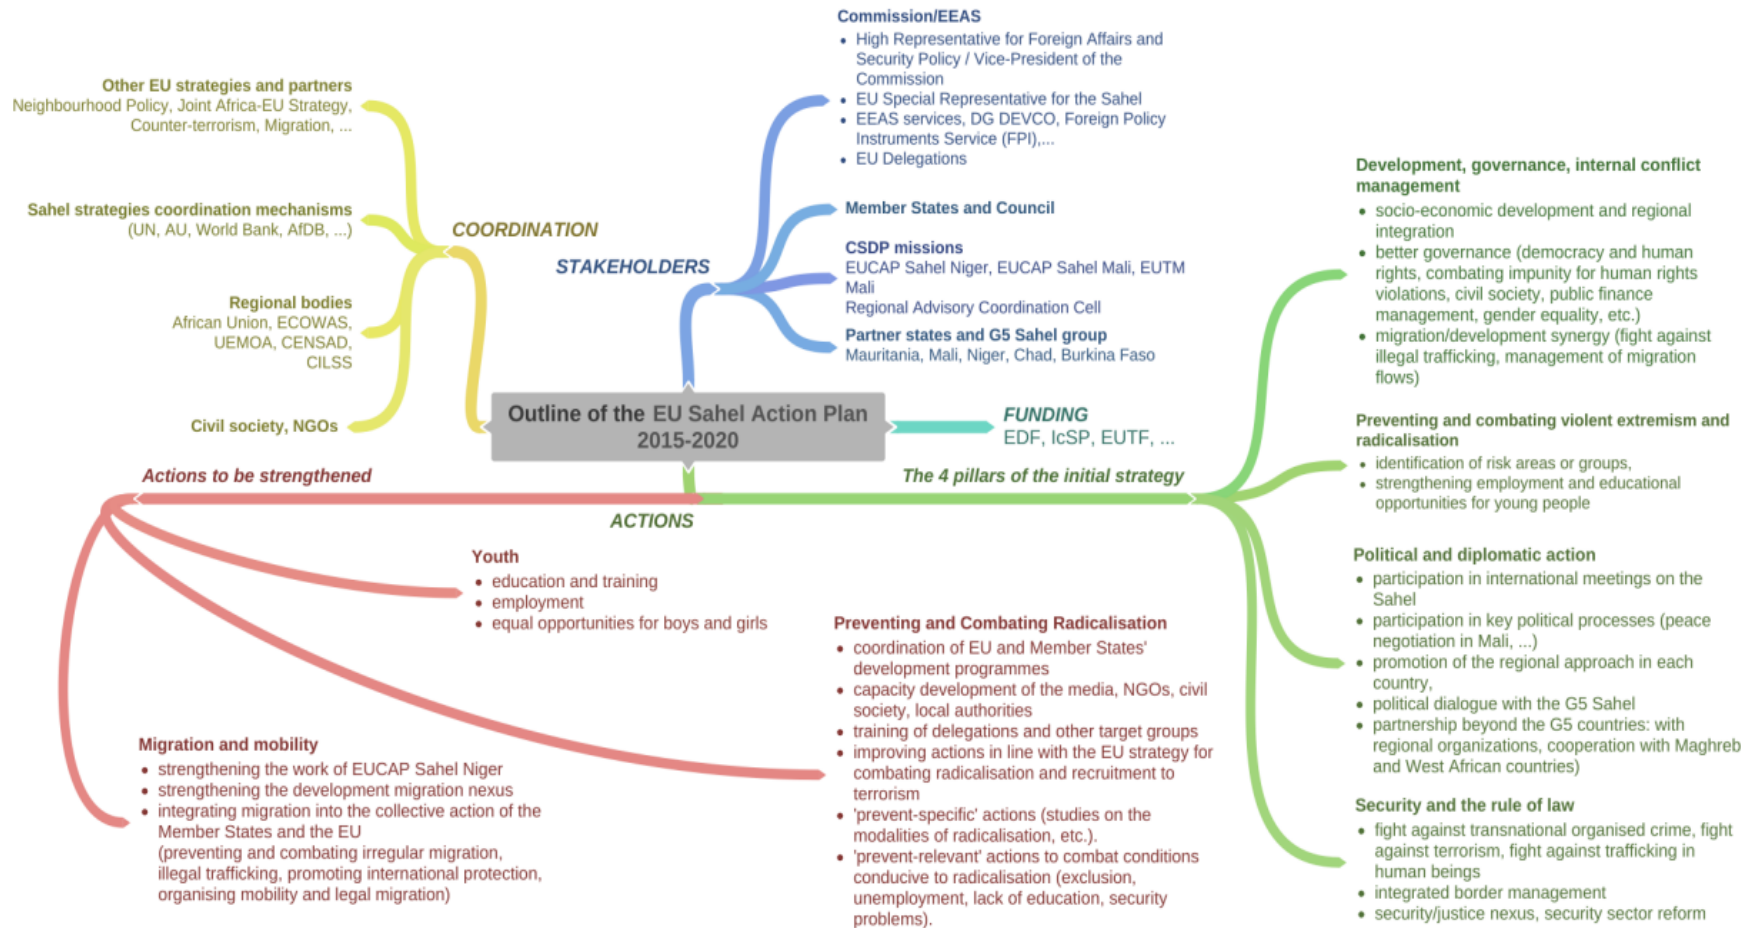 Outline of the EU Sahel Action Plan
2015-2020
COORDINATION
Other EU strategies and partners
Neighbourhood Policy, Joint Africa-EU Strategy,
Counter-terrorism, Migration, ...
Sahel strategies coordination mechanisms
(UN, AU, World Bank, AfDB, ...)
Regional bodies
African Union, ECOWAS,
UEMOA, CENSAD,
CILSS
Civil society, NGOs
STAKEHOLDERS
Commission/EEAS
• High Representative for Foreign Affairs and
Security Policy / Vice-President of the
Commission
• EU Special Representative for the Sahel
• EEAS services, DG DEVCO, Foreign Policy
Instruments Service (FPI),...
• EU Delegations
Member States and Council
CSDP missions
EUCAP Sahel Niger, EUCAP Sahel Mali, EUTM
Mali
Regional Advisory Coordination Cell
Partner states and G5 Sahel group
Mauritania, Mali, Niger, Chad, Burkina Faso
FUNDING
EDF, IcSP, EUTF, ...
ACTIONS
The 4 pillars of the initial strategy
Development, governance, internal conflict
management
• socio-economic development and regional
integration
• better governance (democracy and human
rights, combating impunity for human rights
violations, civil society, public finance
management, gender equality, etc.)
• migration/development synergy (fight against
illegal trafficking, management of migration
flows)
Preventing and combating violent extremism and
radicalisation
• identification of risk areas or groups,
• strengthening employment and educational
opportunities for young people
Political and diplomatic action
• participation in international meetings on the
Sahel
• participation in key political processes (peace
negotiation in Mali, ...)
• promotion of the regional approach in each
country,
• political dialogue with the G5 Sahel
• partnership beyond the G5 countries: with
regional organizations, cooperation with Maghreb
and West African countries)
Security and the rule of law
• fight against transnational organised crime, fight
against terrorism, fight against trafficking in
human beings
• integrated border management
• security/justice nexus, security sector reform
Actions to be strengthened
Youth
• education and training
• employment
• equal opportunities for boys and girls
Preventing and Combating Radicalisation
• coordination of EU and Member States'
development programmes
• capacity development of the media, NGOs, civil
society, local authorities
• training of delegations and other target groups
• improving actions in line with the EU strategy for
combating radicalisation and recruitment to
terrorism
• 'prevent-specific' actions (studies on the
modalities of radicalisation, etc.).
• 'prevent-relevant' actions to combat conditions
conducive to radicalisation (exclusion,
unemployment, lack of education, security
problems).
Migration and mobility
• strengthening the work of EUCAP Sahel Niger
• strengthening the development migration nexus
• integrating migration into the collective action of the
Member States and the EU
(preventing and combating irregular migration,
illegal trafficking, promoting international protection,
organising mobility and legal migration)